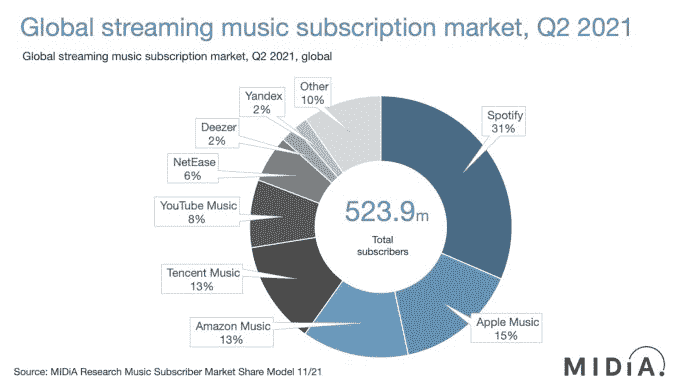 Global streaming music subscription market, Q2 2021
Global streaming music subscription market, Q2 2021, global
Spotify
31%
Apple Music
15%
Amazon Music
13%
Tencent Music
13%
YouTube Music
8%
NetEase
6%
Deezer
2%
Yandex
2%
Other
10%
523.9m
Total
subscribers
Source: MIDiA Research Music Subscriber Market Share Model 11/21
MIDiA.